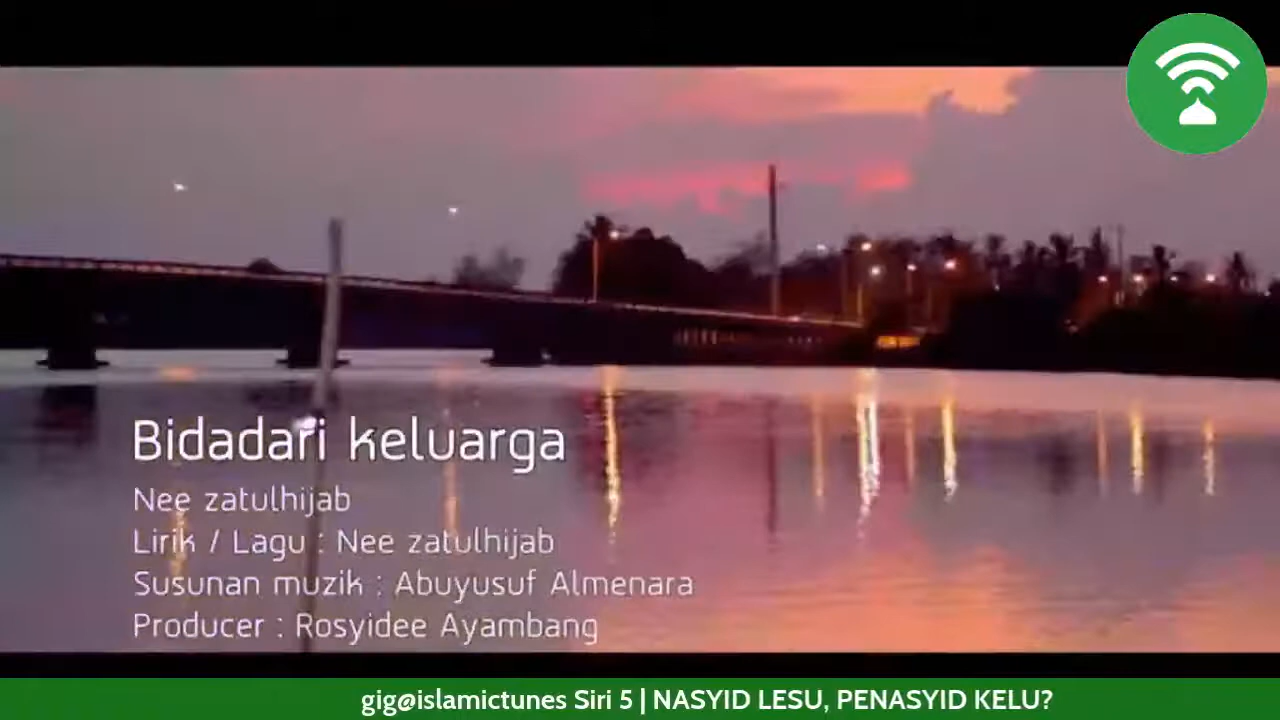 Bidadari keluarga
Nee zatulhijab
Lirik / Lagu : Nee zatulhijab
Susunan muzik : Abuyusuf Almenara
Producer : Rosyidee Ayambang
gig@islamictunes Siri 5 | NASYID LESU, PENASYID KELU?